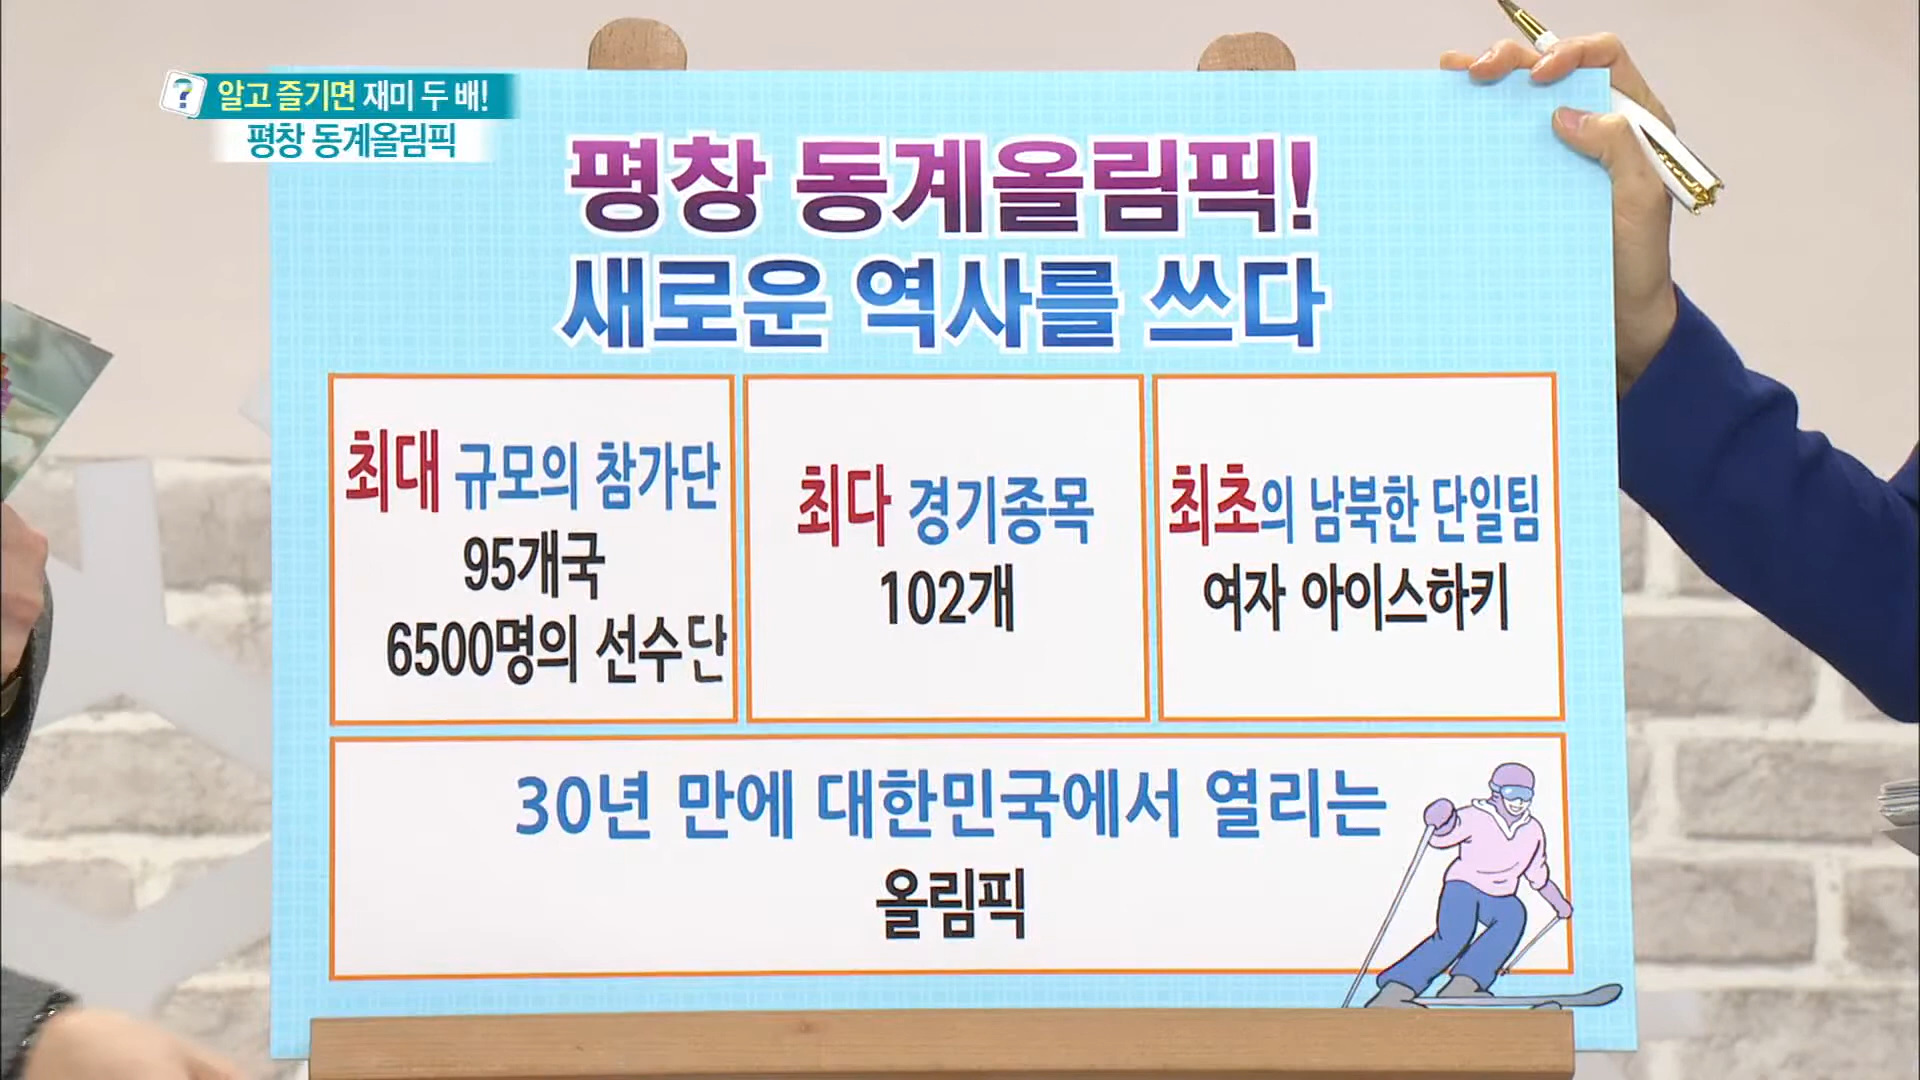 알고 즐기면 재미 두 배!
평창 동계올림픽
평창 동계올림픽!
새로운 역사를 쓰다
최대 규모의 참가단
95개국
6500명의 선수단
최다 경기종목
102개
최초의 남북한 단일팀
여자 아이스하키
30년 만에 대한민국에서 열리는
올림픽